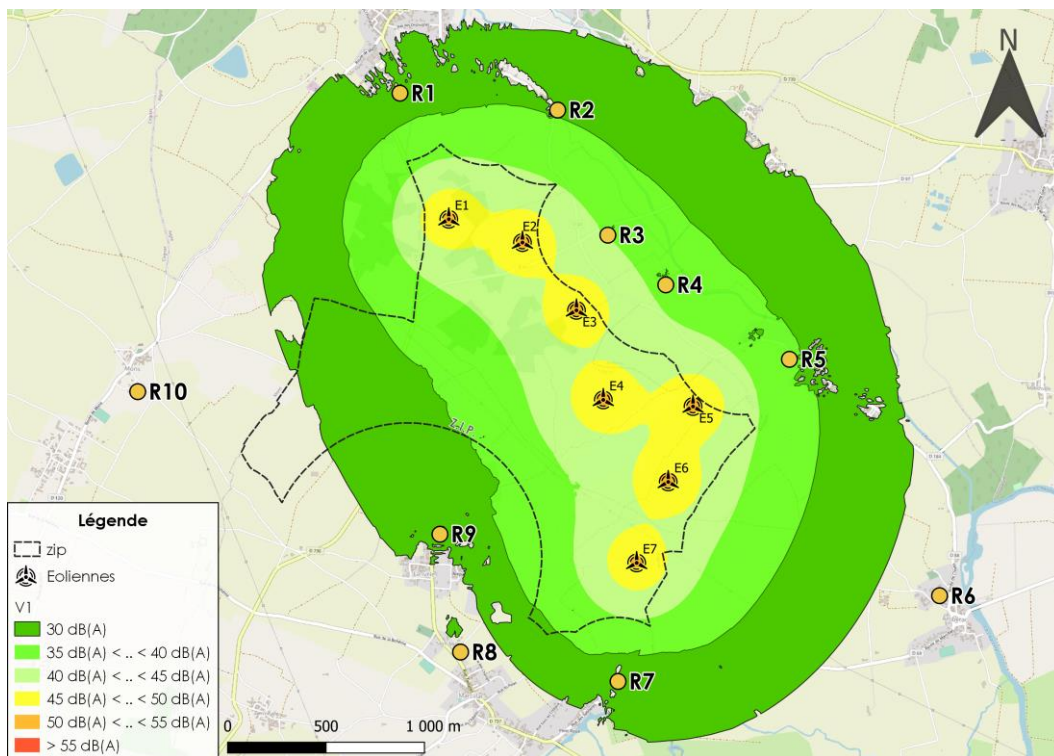 N
R1
R2
E1
E2
R3
R4
E3
R5
R10
E4
E5
Z.I.P
E6
R9
E7
R6
R8
R7
Légende
zip
Eoliennes
V1
30 dB(A)
35 dB(A) < .. < 40 dB(A)
40 dB(A) < .. < 45 dB(A)
45 dB(A) < .. < 50 dB(A)
50 dB(A) < .. < 55 dB(A)
> 55 dB(A)
0 500 1 000 m